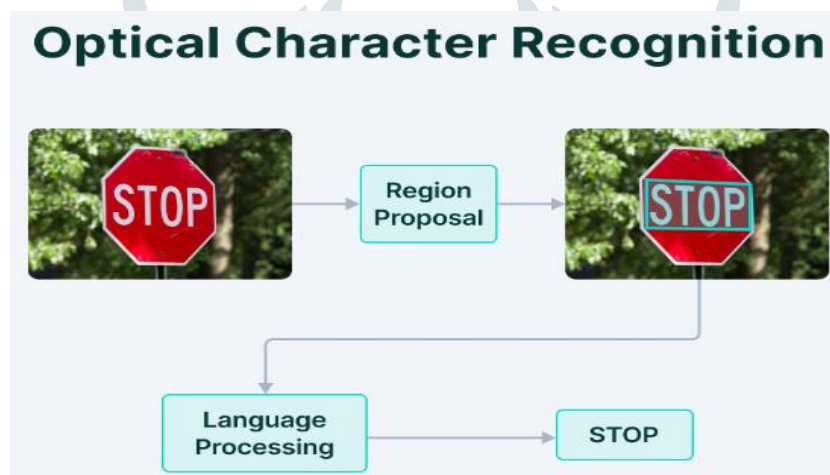 Optical Character Recognition
STOP
Region
Proposal
STOP
Language
Processing
STOP